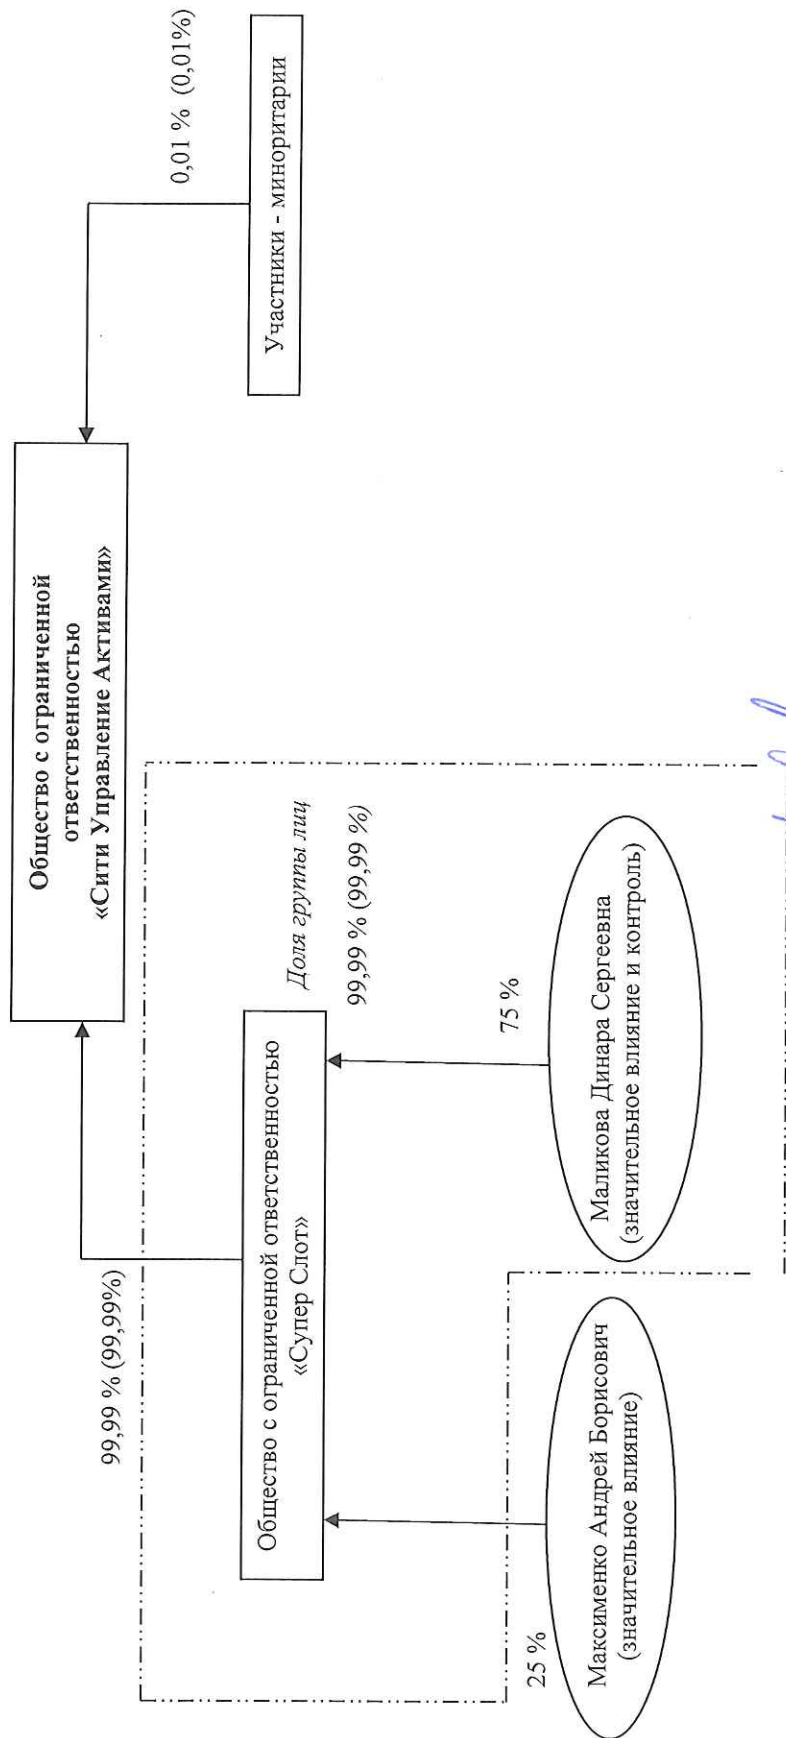 Общество с ограниченной
ответственностью
«Сити Управление Активами»
99,99 % (99,99%)
0,01 % (0,01%)
Общество с ограниченной ответственностью
«Супер Слот»
Доля группы лиц
99,99 % (99,99 %)
Участники - миноритарии
25 %
75 %
Максименко Андрей Борисович
(значительное влияние)
Маликова Динара Сергеевна
(значительное влияние и контроль)